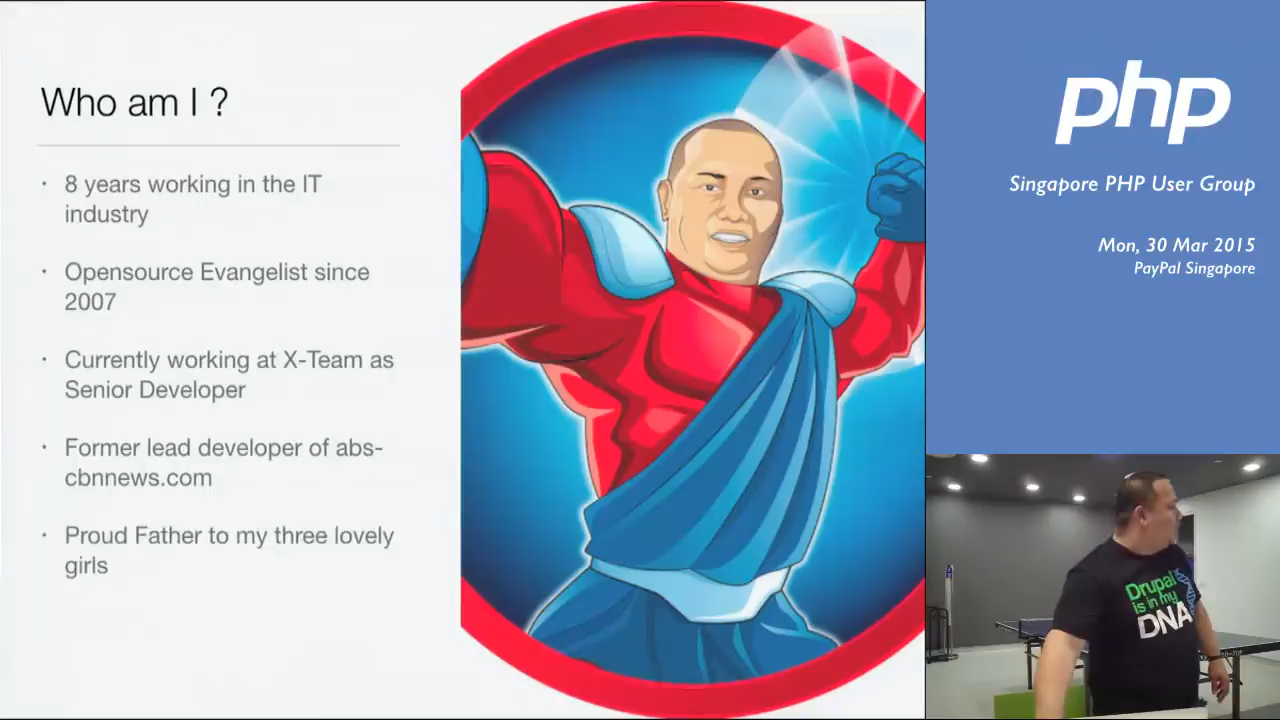 Who am I ?
• 8 years working in the IT
industry
• Opensource Evangelist since
2007
• Currently working at X-Team as
Senior Developer
• Former lead developer of abs-
cbnnews.com
• Proud Father to my three lovely
girls
php
Singapore PHP User Group
Mon, 30 Mar 2015
PayPal Singapore
Drupal
is in my
DNA